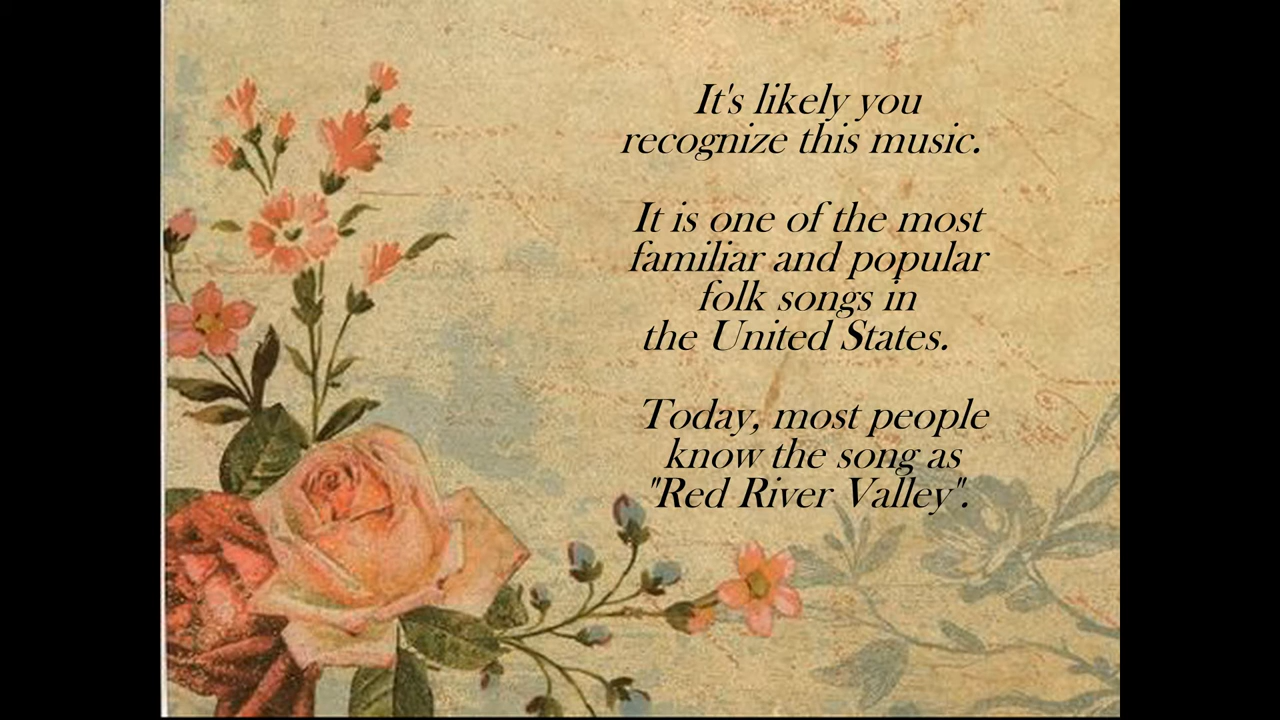 It's likely you
recognize this music.
It is one of the most
familiar and popular
folk songs in
the United States.
Today, most people
know the song as
"Red River Valley".